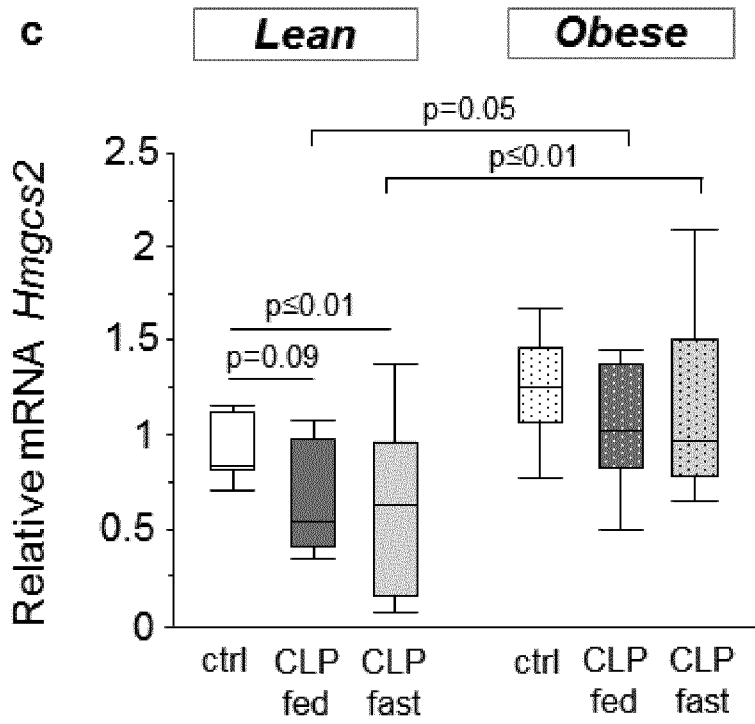 c
Lean
Obese
p=0.05
p≤0.01
p≤0.01
p=0.09
Relative mRNA Hmgcs2
2.5
2
1.5
1
0.5
0
ctrl
CLP
fed
CLP
fast
ctrl
CLP
fed
CLP
fast